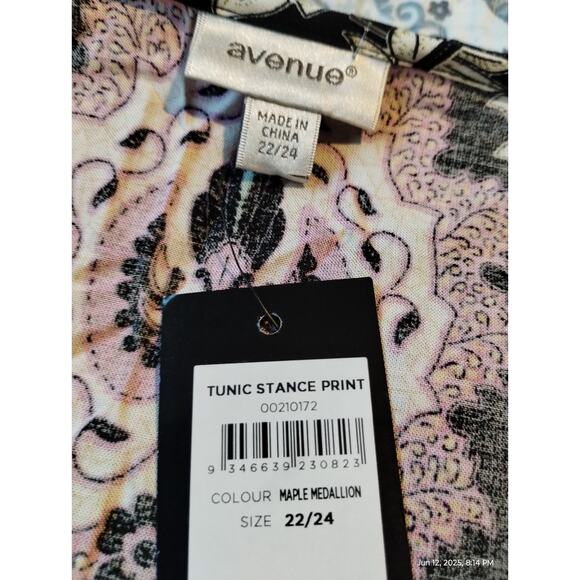 avenue®
MADE IN
CHINA
22/24
TUNIC STANCE PRINT
00210172
9 346639 230823
COLOUR MAPLE MEDALLION
SIZE 22/24
Jun 12, 2025, 8:14 PM